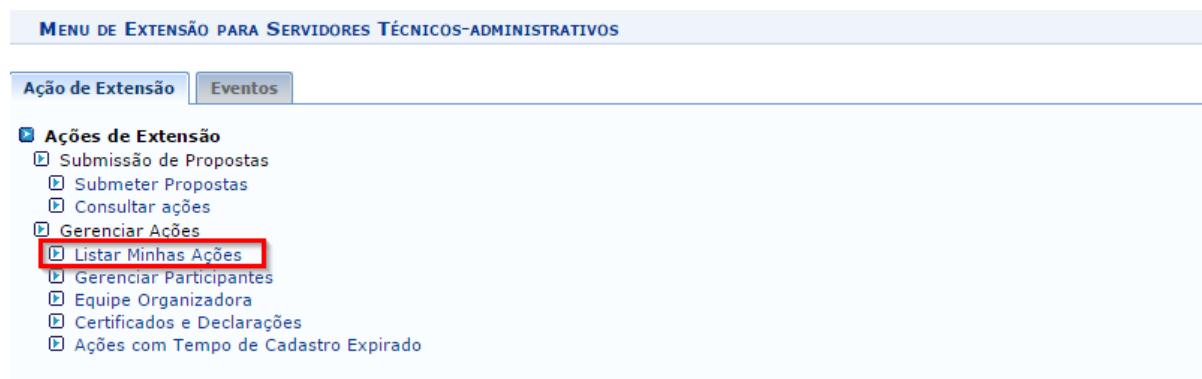 MENU DE EXTENSÃO PARA SERVIDORES TÉCNICOS-ADMINISTRATIVOS
Ação de Extensão Eventos
Ações de Extensão
Submissão de Propostas
Submeter Propostas
Consultar ações
Gerenciar Ações
Listar Minhas Ações
Gerenciar Participantes
Equipe Organizadora
Certificados e Declarações
Ações com Tempo de Cadastro Expirado